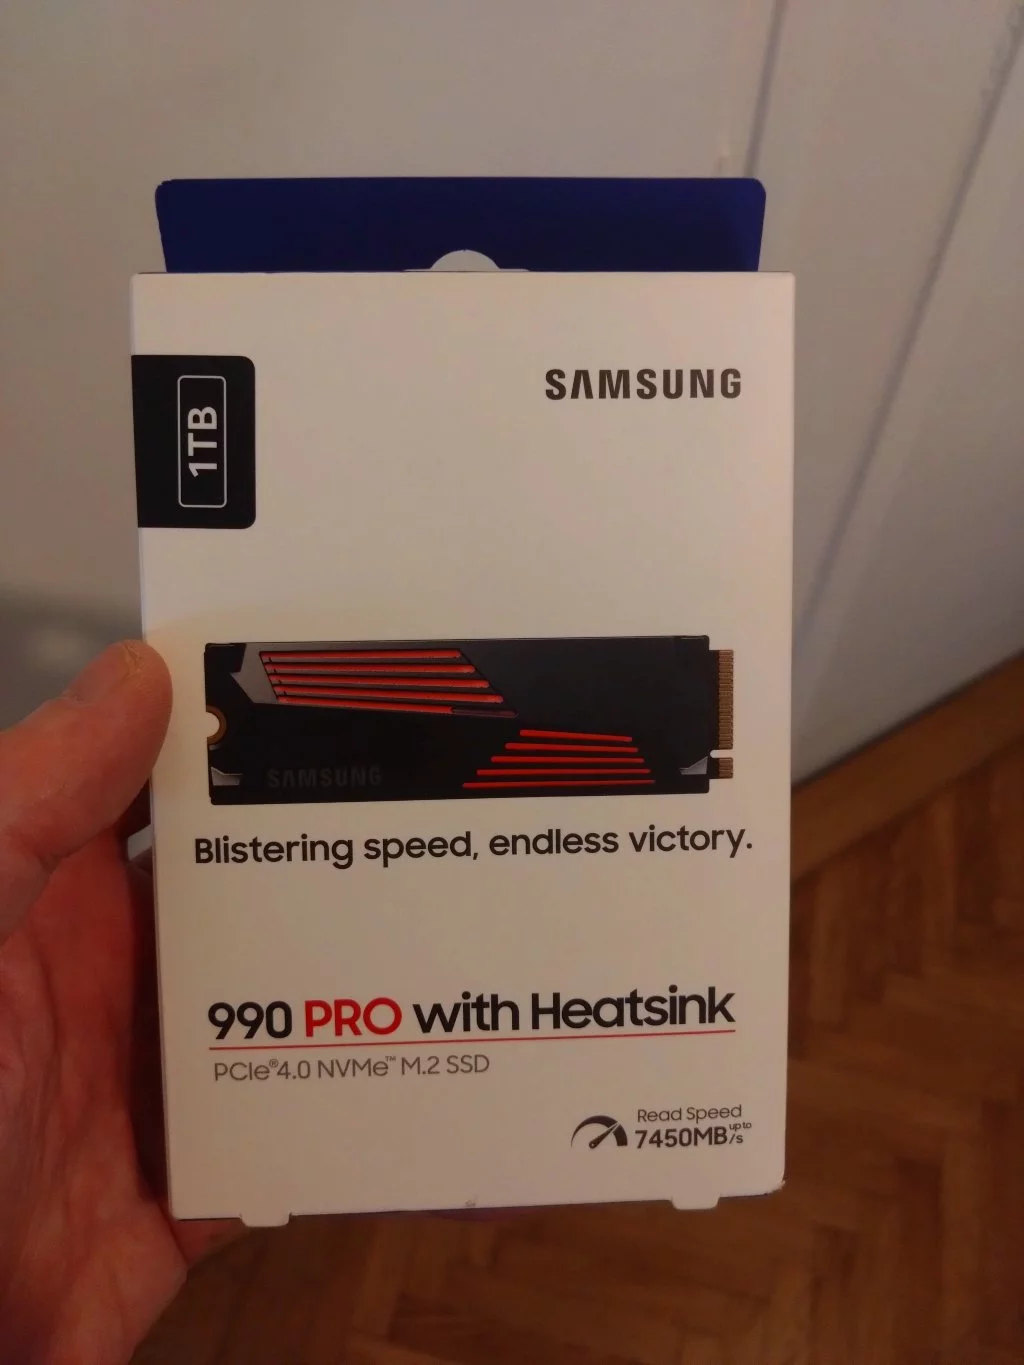 SAMSUNG
1TB
SAMSUNG
Blistering speed, endless victory.
990 PRO with Heatsink
PCIe®4.0 NVMe™ M.2 SSD
Read Speed
up to
7450MB/s